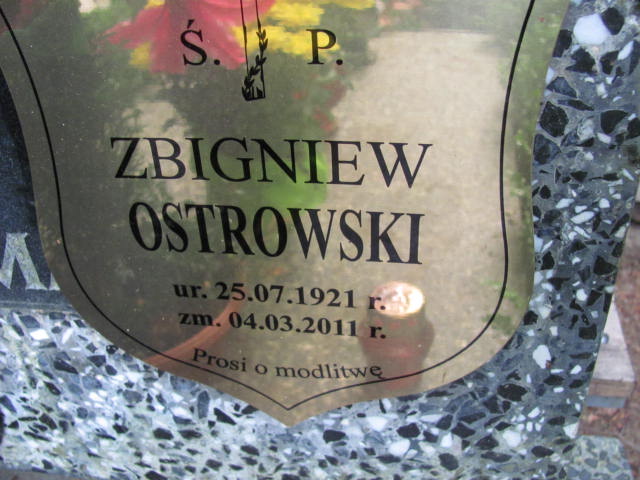 Ś. P.
ZBIGNIEW
OSTROWSKI
ur. 25.07.1921 r.
zm. 04.03.2011 r.
Prosi o modlitwę